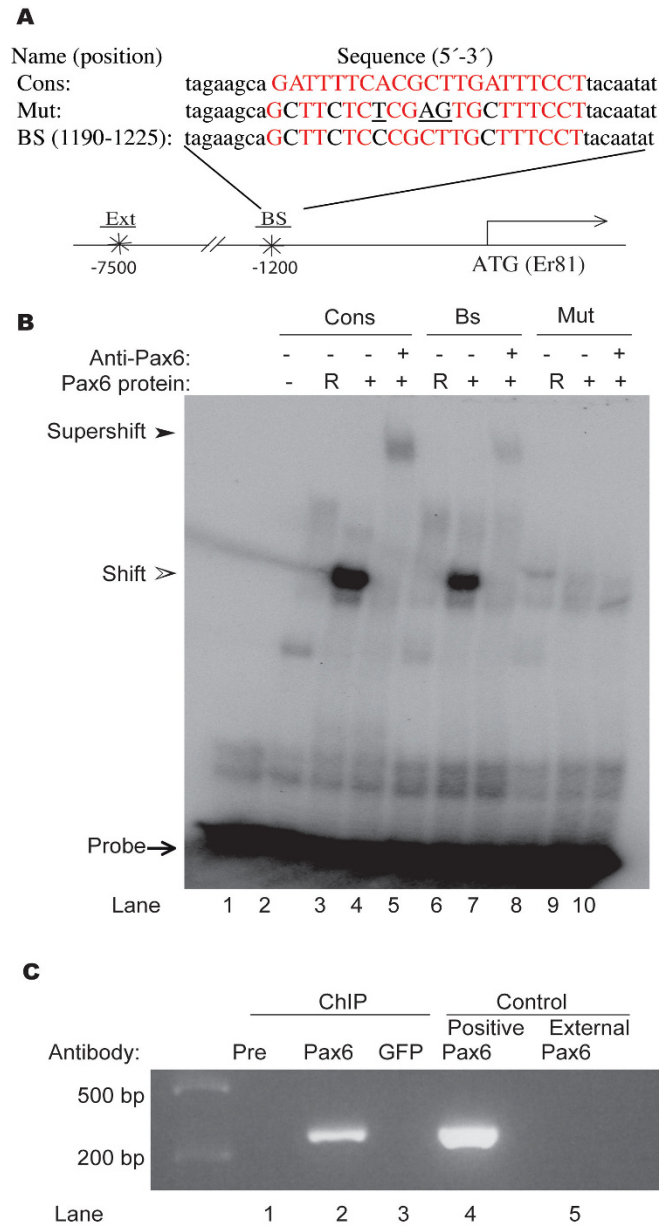 A
Name (position) Sequence (5´-3´)
Cons: tagaagca GATTTTCACGCTTGATTTCCTtacaatat
Mut: tagaagcaGCTTCTCTCGAGTGCTTTCCTtacaatat
BS (1190-1225): tagaagcaGCTTCTCCCGCTTGCTTTCCTtacaatat
Ext BS
-7500 -1200 ATG (Er81)
B
Cons Bs Mut
Anti-Pax6: - - - + - - + - - +
Pax6 protein: - R + + R + + R + +
Supershift
Shift
Probe
Lane 1 2 3 4 5 6 7 8 9 10
C
ChIP Control
Positive External
Antibody: Pre Pax6 GFP Pax6 Pax6
500 bp
200 bp
Lane 1 2 3 4 5